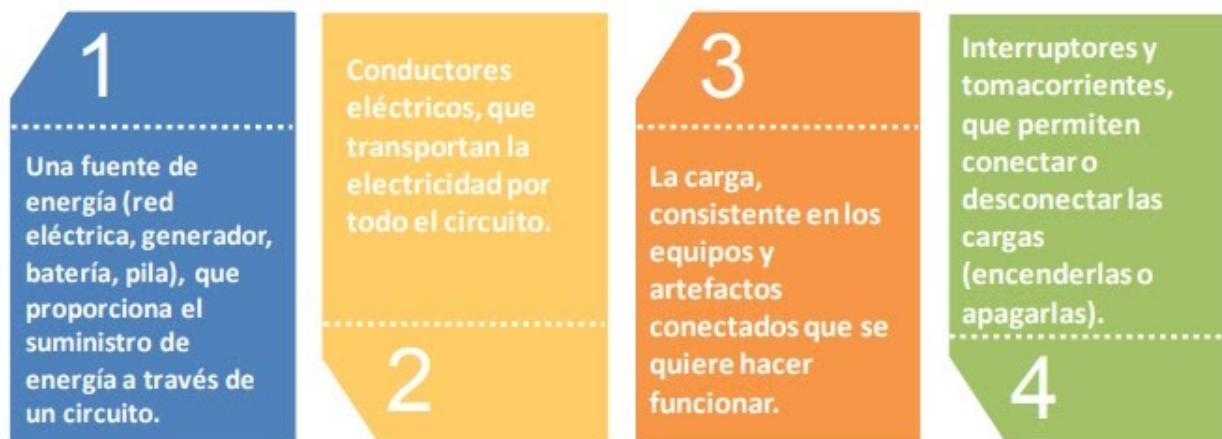 1
Una fuente de
energía (red
eléctrica, generador,
batería, pila), que
proporciona el
suministro de
energía a través de
un circuito.
Conductores
eléctricos, que
transportan la
electricidad por
todo el circuito.
2
3
La carga,
consistente en los
equipos y
artefactos
conectados que se
quiere hacer
funcionar.
Interruptores y
tomacorrientes,
que permiten
conectar o
desconectar las
cargas
(encenderlas o
apagarlas).
4